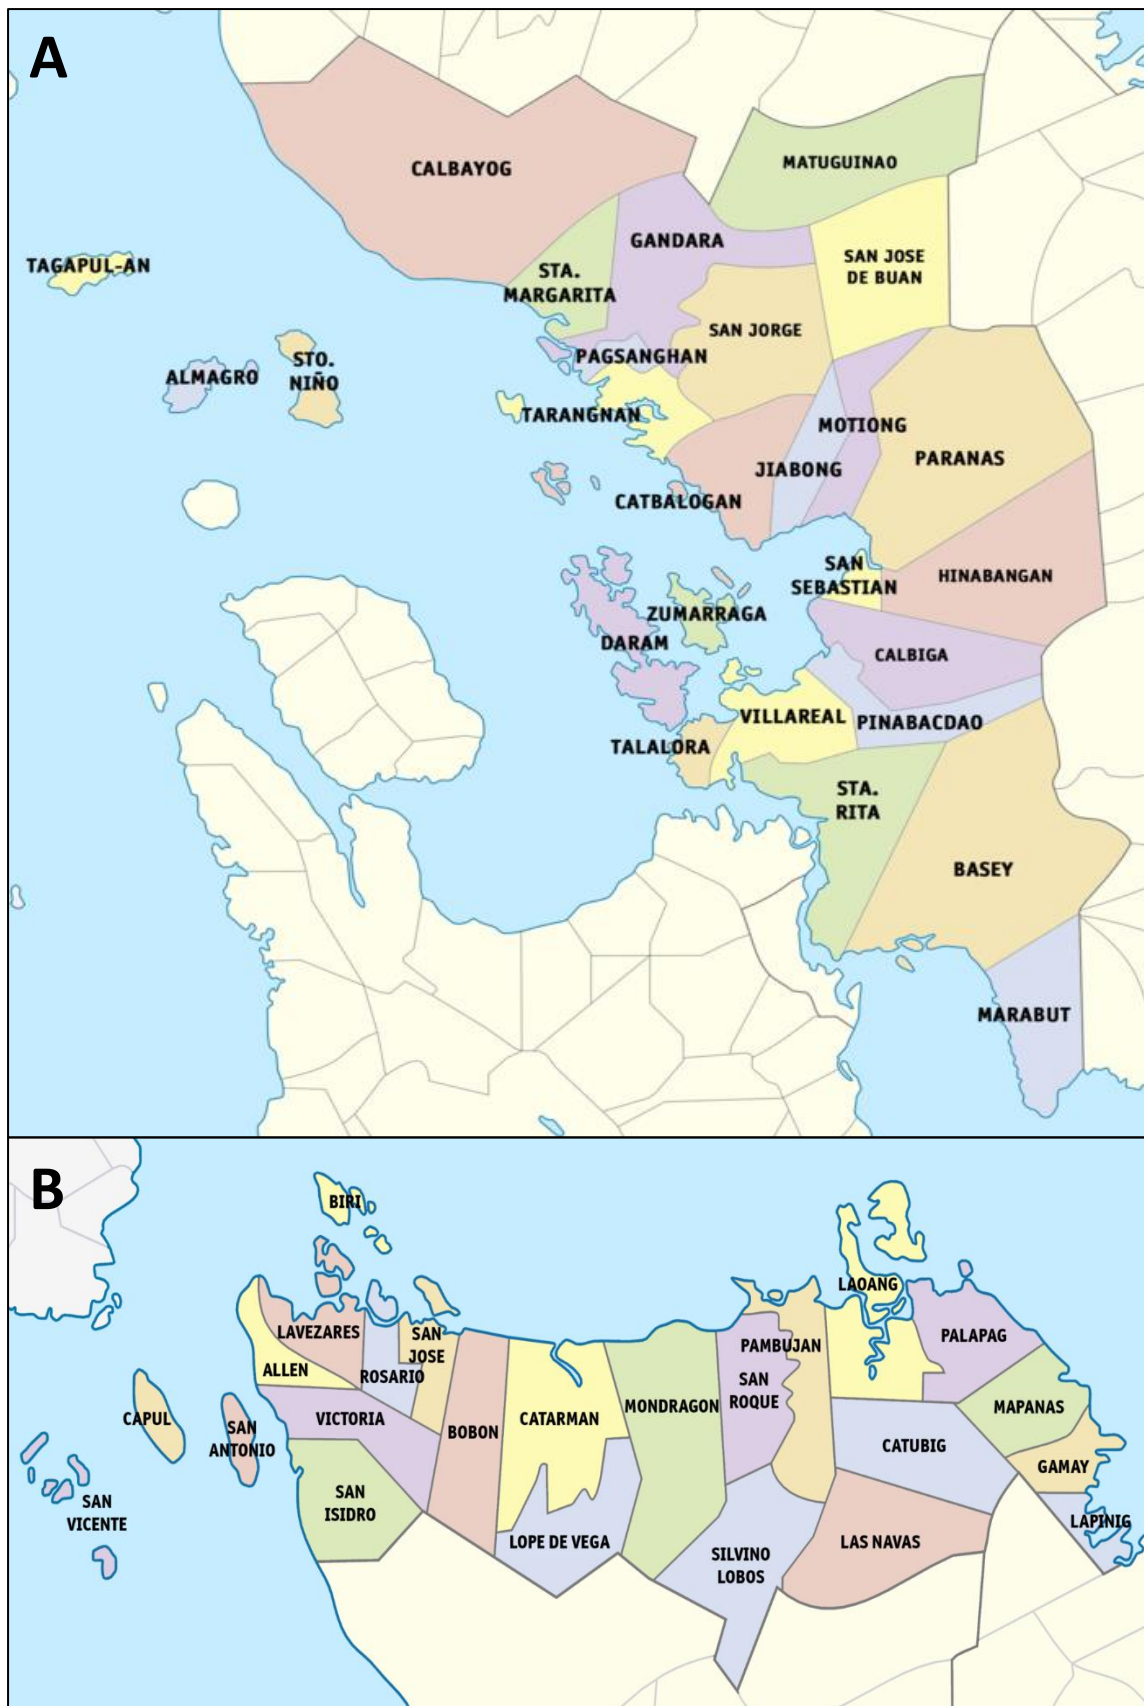 A
CALBAYOG
MATUGUINAO
GANDARA
SAN JOSE
DE BUAN
TAGAPUL-AN
STA.
MARGARITA
SAN JORGE
PAGSANGHAN
STO.
NIÑO
ALMAGRO
TARANGNAN
MOTIONG
PARANAS
JIABONG
CATBALOGAN
SAN
SEBASTIAN
HINABANGAN
ZUMARRAGA
DARAM
CALBIGA
VILLAREAL
PINABACDAO
TALALORA
STA.
RITA
BASEY
MARABUT
B
BIRI
LAOANG
LAVEZARES
SAN
JOSE
PALAPAG
PAMBUJAN
ALLEN
ROSARIO
SAN
ROQUE
MONDRAGON
MAPANAS
CAPUL
VICTORIA
CATARMAN
SAN
ANTONIO
BOBON
CATUBIG
GAMAY
SAN
ISIDRO
SAN
VICENTE
LAPINIG
LOPE DE VEGA
LAS NAVAS
SILVINO
LOBOS